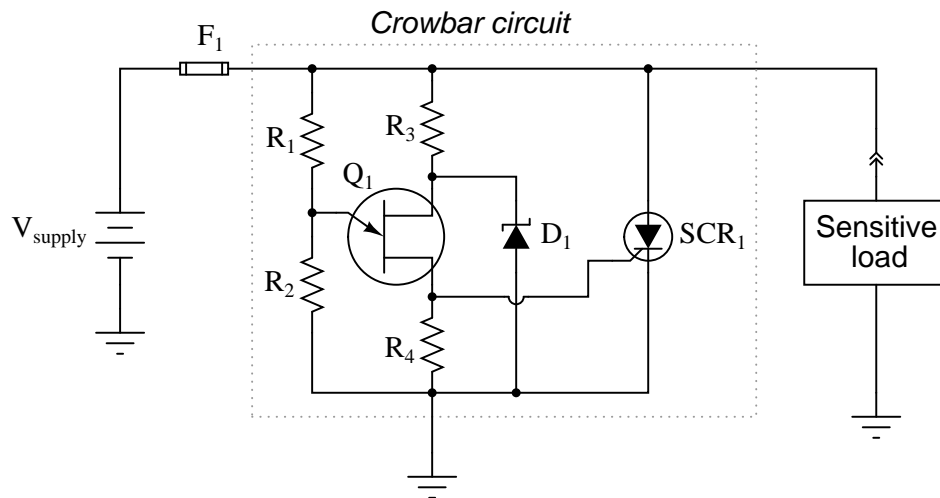 Crowbar circuit
F1
R1
R3
Q1
Vsupply
D1
SCR1
Sensitive
load
R2
R4